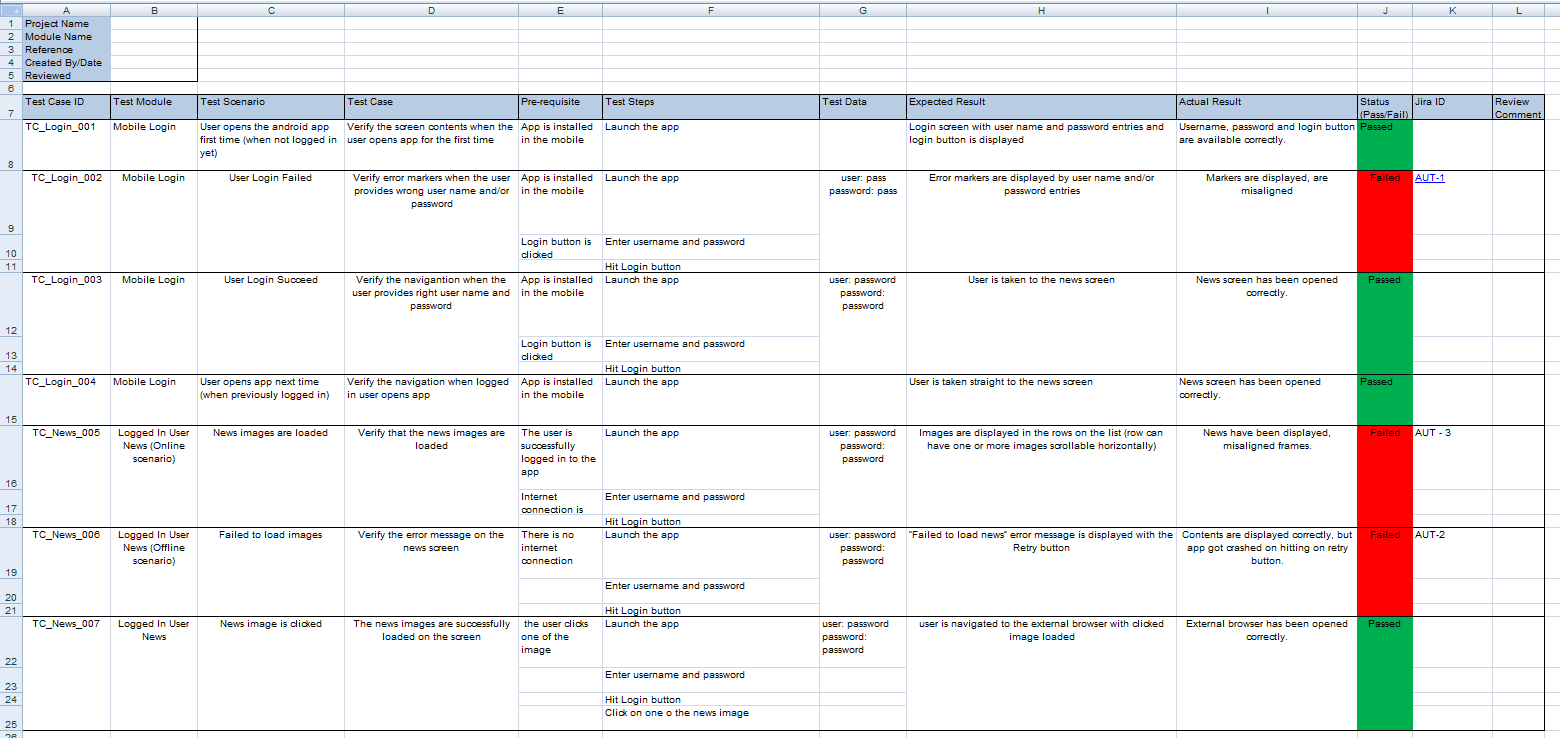 A B C D E F G H I J K L
1 Project Name
2 Module Name
3 Reference
4 Created By/Date
5 Reviewed
6
7 Test Case ID Test Module Test Scenario Test Case Pre-requisite Test Steps Test Data Expected Result Actual Result Status Jira ID Review
(Pass/Fail) Comment
TC_Login_001 Mobile Login User opens the android app Verify the screen contents when the App is installed Launch the app Login screen with user name and password entries and Username, password and login button Passed
first time (when not logged in user opens app for the first time in the mobile login button is displayed are available correctly.
yet)
8
TC_Login_002 Mobile Login User Login Failed Verify error markers when the user App is installed Launch the app user: pass Error markers are displayed by user name and/or Markers are displayed, are Failed AUT-1
provides wrong user name and/or in the mobile password: pass password entries misaligned
password
9
Login button is Enter username and password
10 clicked
11 Hit Login button
TC_Login_003 Mobile Login User Login Succeed Verify the navigantion when the App is installed Launch the app user: password User is taken to the news screen News screen has been opened Passed
user provides right user name and in the mobile password: correctly.
password password
12
Login button is Enter username and password
13 clicked
14 Hit Login button
TC_Login_004 Mobile Login User opens app next time Verify the navigation when logged App is installed Launch the app User is taken straight to the news screen News screen has been opened Passed
(when previously logged in) in user opens app in the mobile correctly.
15
TC_News_005 Logged In User News images are loaded Verify that the news images are The user is Launch the app user: password Images are displayed in the rows on the list (row can News have been displayed, Failed AUT - 3
News (Online loaded successfully password: have one or more images scrollable horizontally) misaligned frames.
scenario) logged in to the password
app
16
Internet Enter username and password
17 connection is
18 Hit Login button
TC_News_006 Logged In User Failed to load images Verify the error message on the There is no Launch the app user: password "Failed to load news" error message is displayed with the Contents are displayed correctly, but Failed AUT-2
News (Offline news screen internet password: Retry button app got crashed on hitting on retry
scenario) connection password button.
19
Enter username and password
20
21 Hit Login button
TC_News_007 Logged In User News image is clicked The news images are successfully the user clicks Launch the app user: password user is navigated to the external browser with clicked External browser has been opened Passed
News loaded on the screen one of the password: image loaded correctly.
image password
22
Enter username and password
23
24 Hit Login button
Click on one o the news image
25